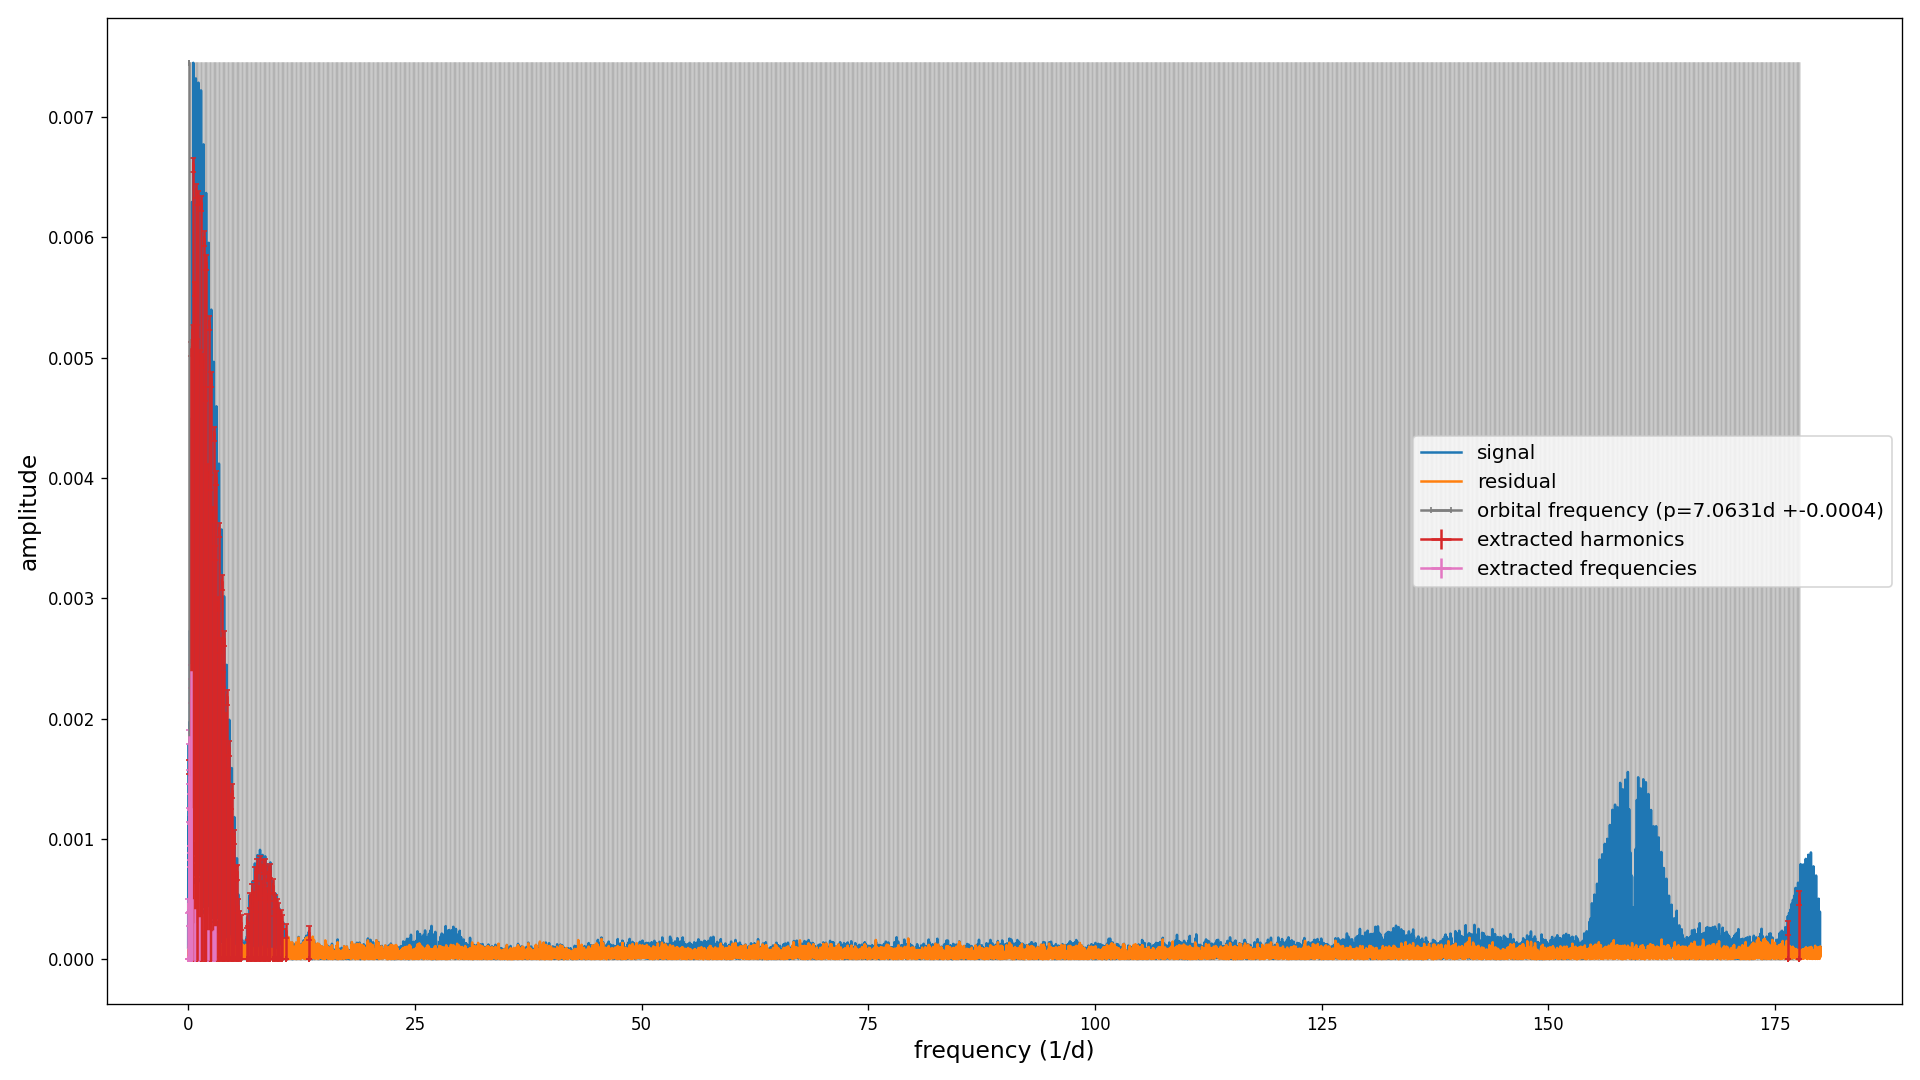 0.007
0.006
0.005
0.004
0.003
0.002
0.001
0.000
amplitude
signal
residual
orbital frequency (p=7.0631d +-0.0004)
extracted harmonics
extracted frequencies
0 25 50 75 100 125 150 175
frequency (1/d)